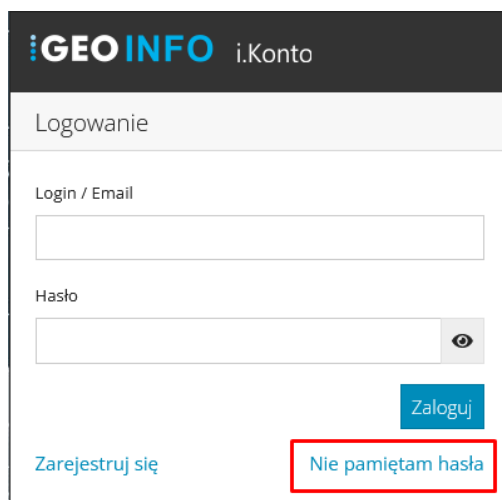 GEOINFO i.Konto
Logowanie
Login / Email
Hasło
Zaloguj
Zarejestruj się Nie pamiętam hasła